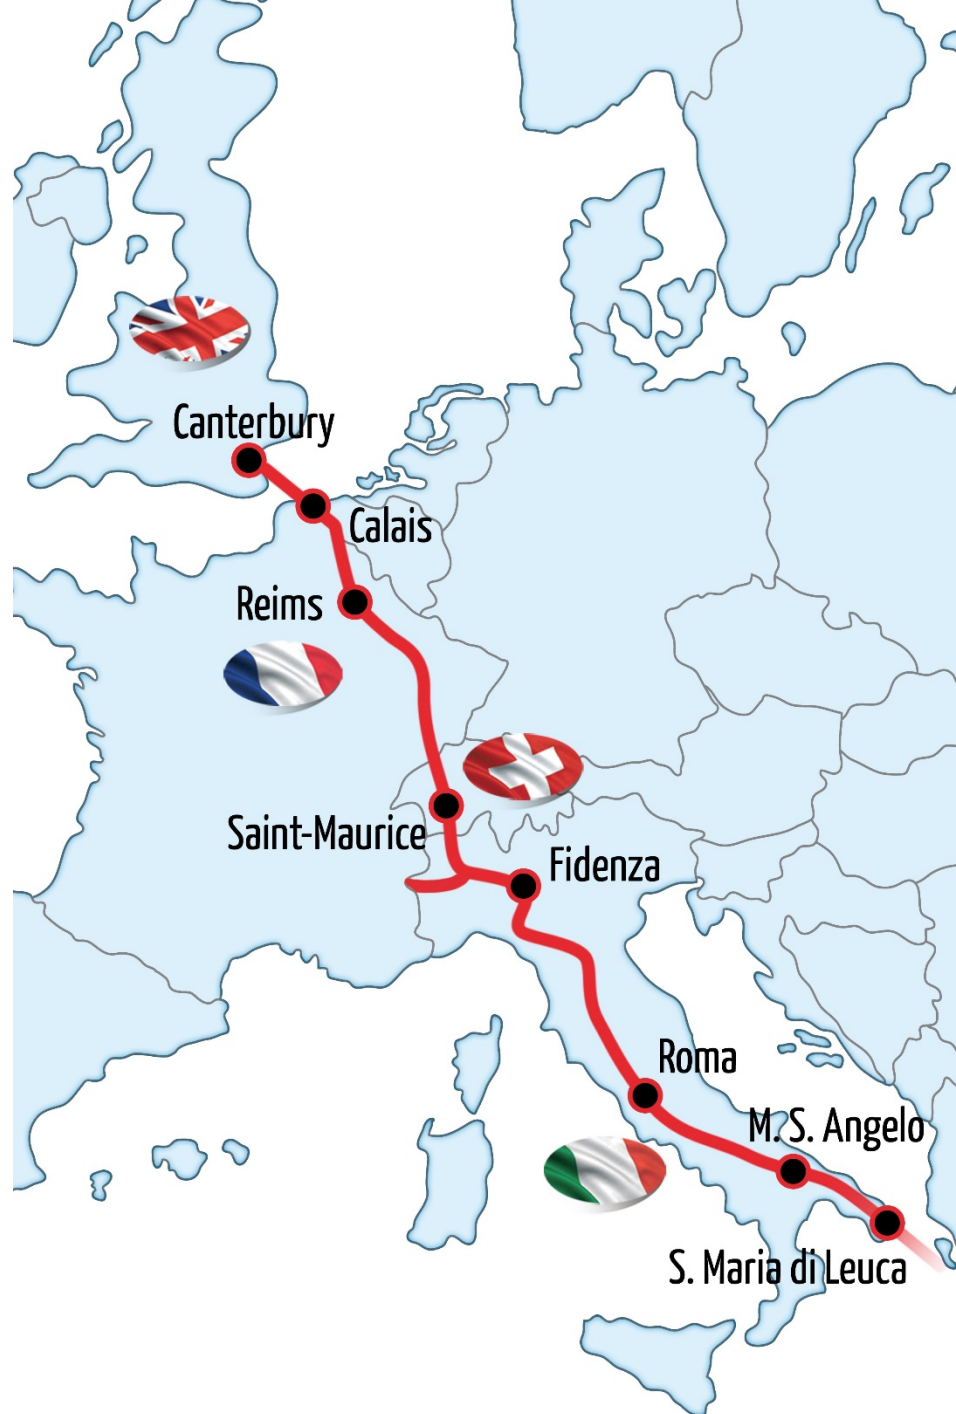 Canterbury
Calais
Reims
Saint-Maurice
Fidenza
Roma
M. S. Angelo
S. Maria di Leuca